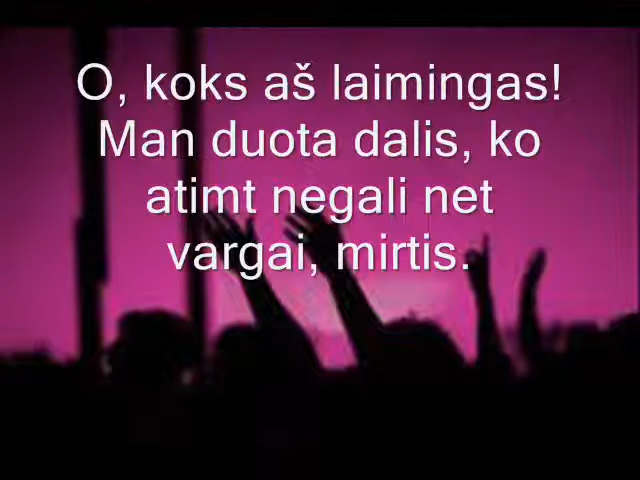 O, koks aš laimingas!
Man duota dalis, ko
atimt negali net
vargai, mirtis.